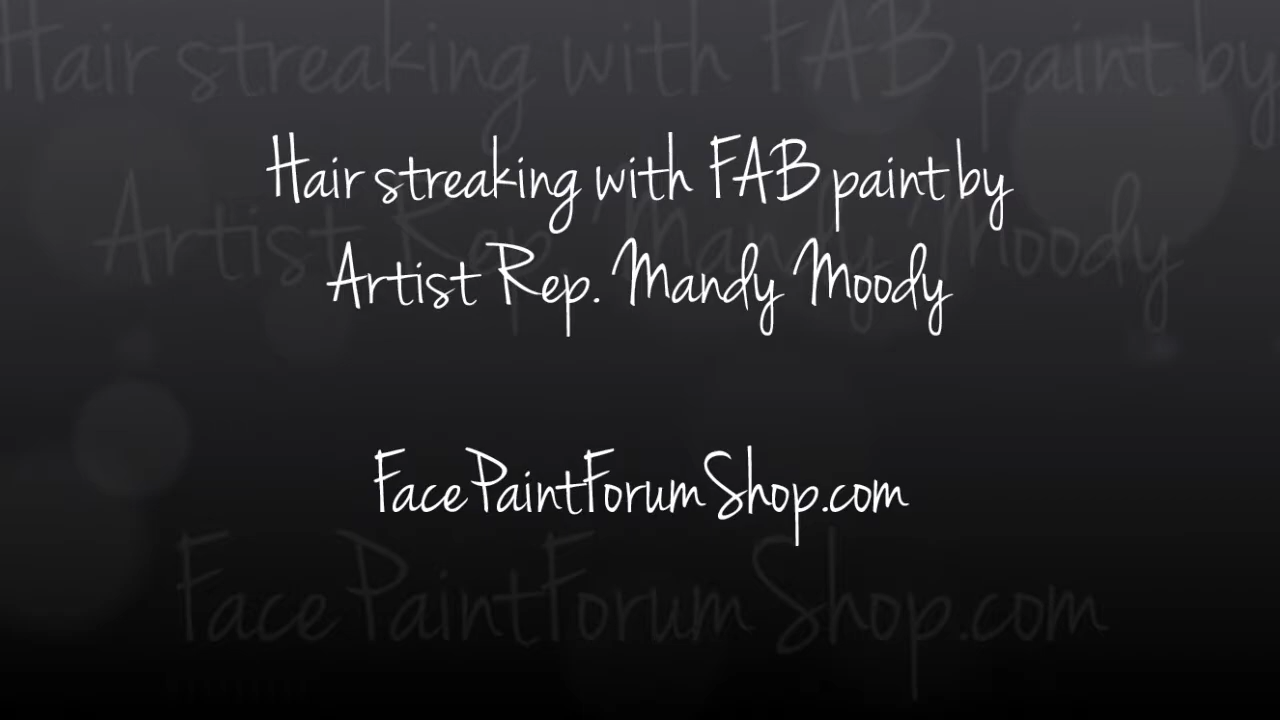 Hair streaking with FAB paint by
Artist Rep. Mandy Moody
FacePaintForumShop.com